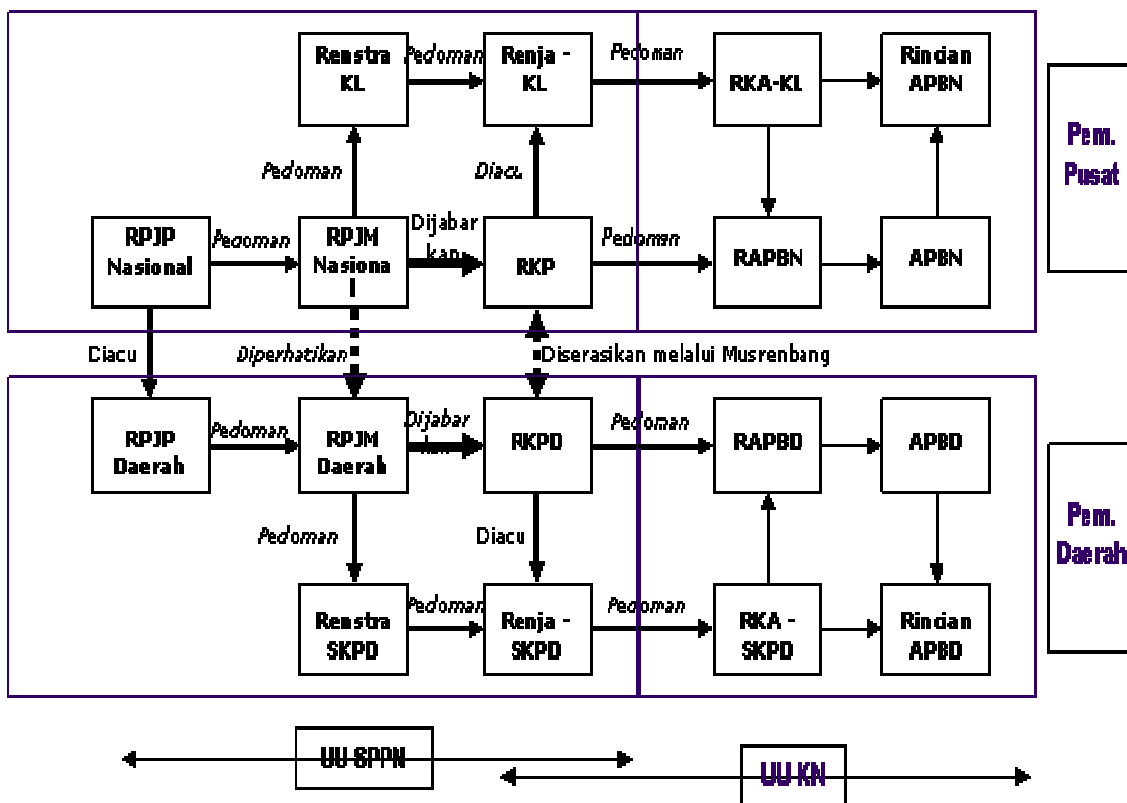 Renstra
KL
Pedoman
Renja -
KL
Pedoman
RKA-KL
Rincian
APBN
Pem.
Pusat
Pedoman
Diacu
RPJP
Nasional
Pedoman
RPJM
Nasiona
Dijabar
kan
RKP
Pedoman
RAPBN
APBN
Diacu
Diperhatikan
Diserasikan melalui Musrenbang
RPJP
Daerah
Pedoman
RPJM
Daerah
Dijabar
kan
RKPD
Pedoman
RAPBD
APBD
Pem.
Daerah
Pedoman
Diacu
Renstra
SKPD
Pedoman
Renja -
SKPD
Pedoman
RKA -
SKPD
Rincian
APBD
UU SPPN
UU KN